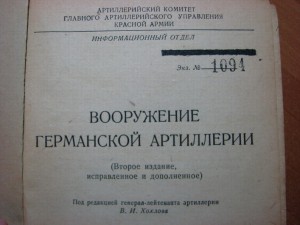 АРТИЛЛЕРИЙСКИЙ КОМИТЕТ
ГЛАВНОГО АРТИЛЛЕРИЙСКОГО УПРАВЛЕНИЯ
КРАСНОЙ АРМИИ
ИНФОРМАЦИОННЫЙ ОТДЕЛ
Экз. № 1094
ВООРУЖЕНИЕ
ГЕРМАНСКОЙ АРТИЛЛЕРИИ
(Второе издание,
исправленное и дополненное)
Под редакцией генерал-лейтенанта артиллерии
В. И. Хохлова